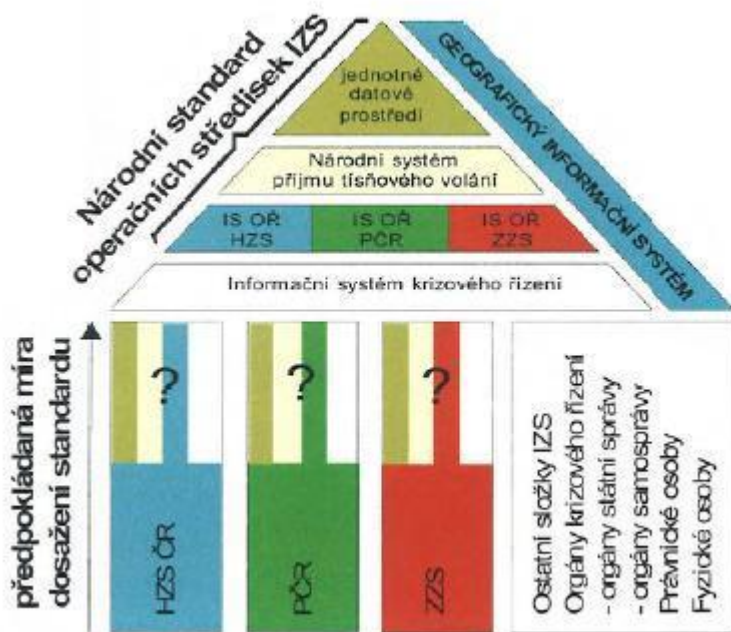 Národní standard
operačních středisek IZS
GEOGRAFICKÝ INFORMAČNÍ SYSTÉM
jednotné
datové
prostředí
Národní systém
příjmu tísňového volání
IS OŘ
HZS
IS OŘ
PČR
IS OŘ
ZZS
Informační systém krizového řízení
předpokládaná míra
dosažení standardu
?
?
?
HZS ČR
PČR
ZZS
Ostatní složky IZS
Orgány krizového řízení
- orgány státní správy
- orgány samosprávy
Právnické osoby
Fyzické osoby